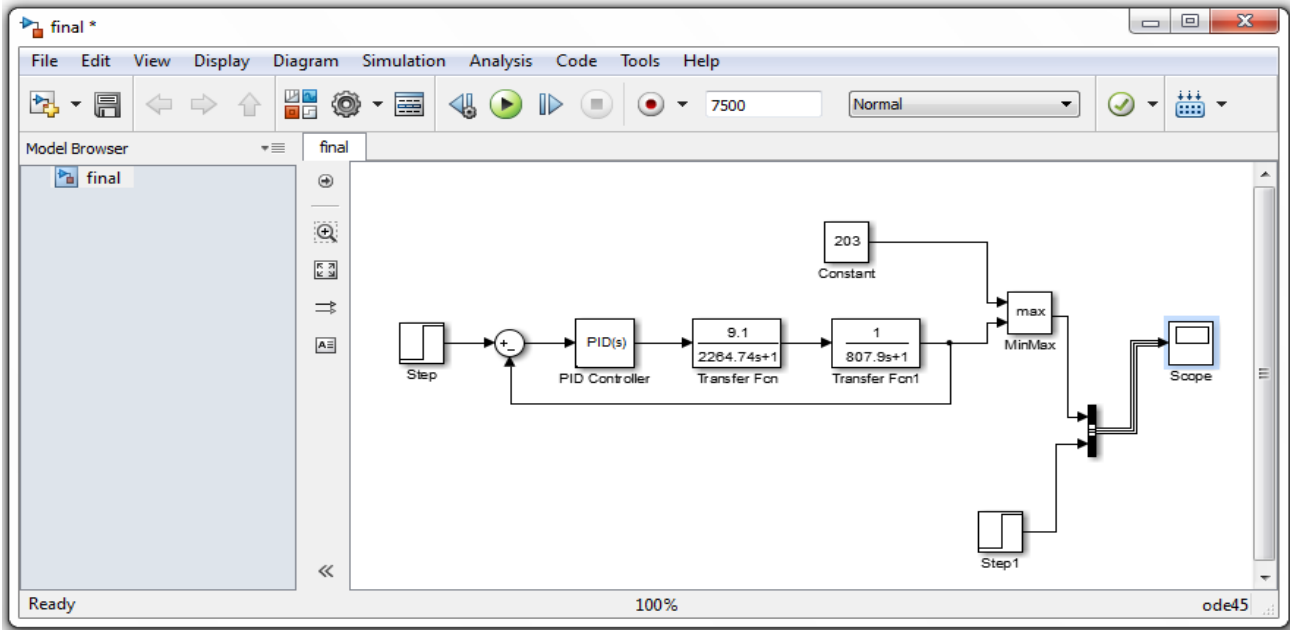 final *
File Edit View Display Diagram Simulation Analysis Code Tools Help
7500 Normal
Model Browser final
final
203
Constant
max
MinMax
Step
+_
PID(s)
PID Controller
9.1
2264.74s+1
Transfer Fcn
1
807.9s+1
Transfer Fcn1
Scope
Step1
Ready 100% ode45